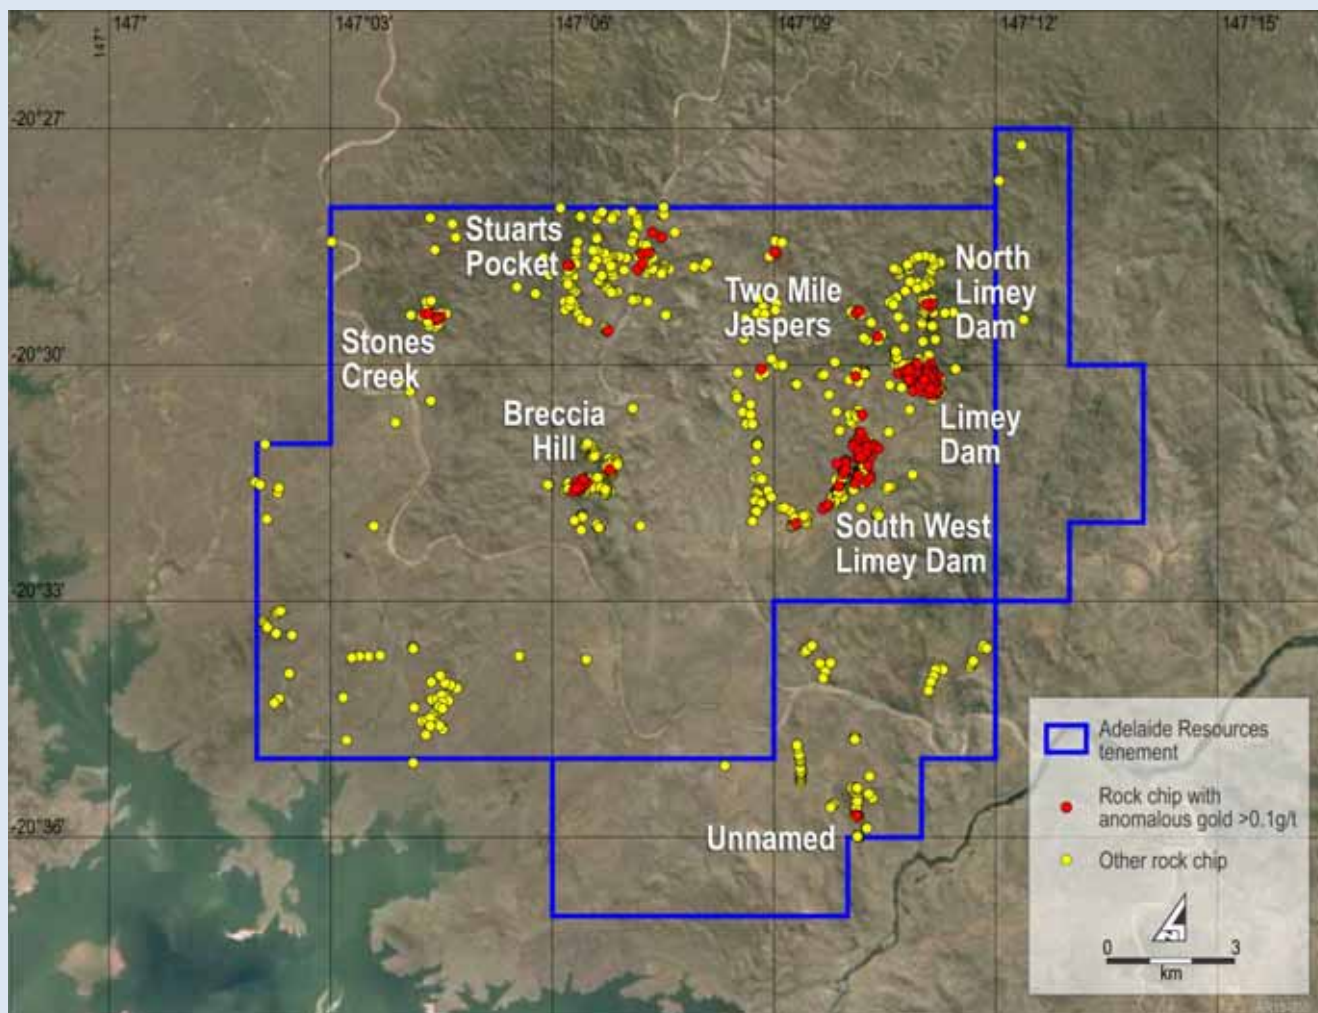 147°
147°03'
147°06'
147°09'
147°12'
147°15'
147°
-20°27'
-20°30'
-20°33'
-20°36'
Stuarts
Pocket
North
Limey
Dam
Two Mile
Jaspers
Stones
Creek
Breccia
Hill
Limey
Dam
South West
Limey Dam
Unnamed
Adelaide Resources
tenement
Rock chip with
anomalous gold >0.1g/t
Other rock chip
0 3
km